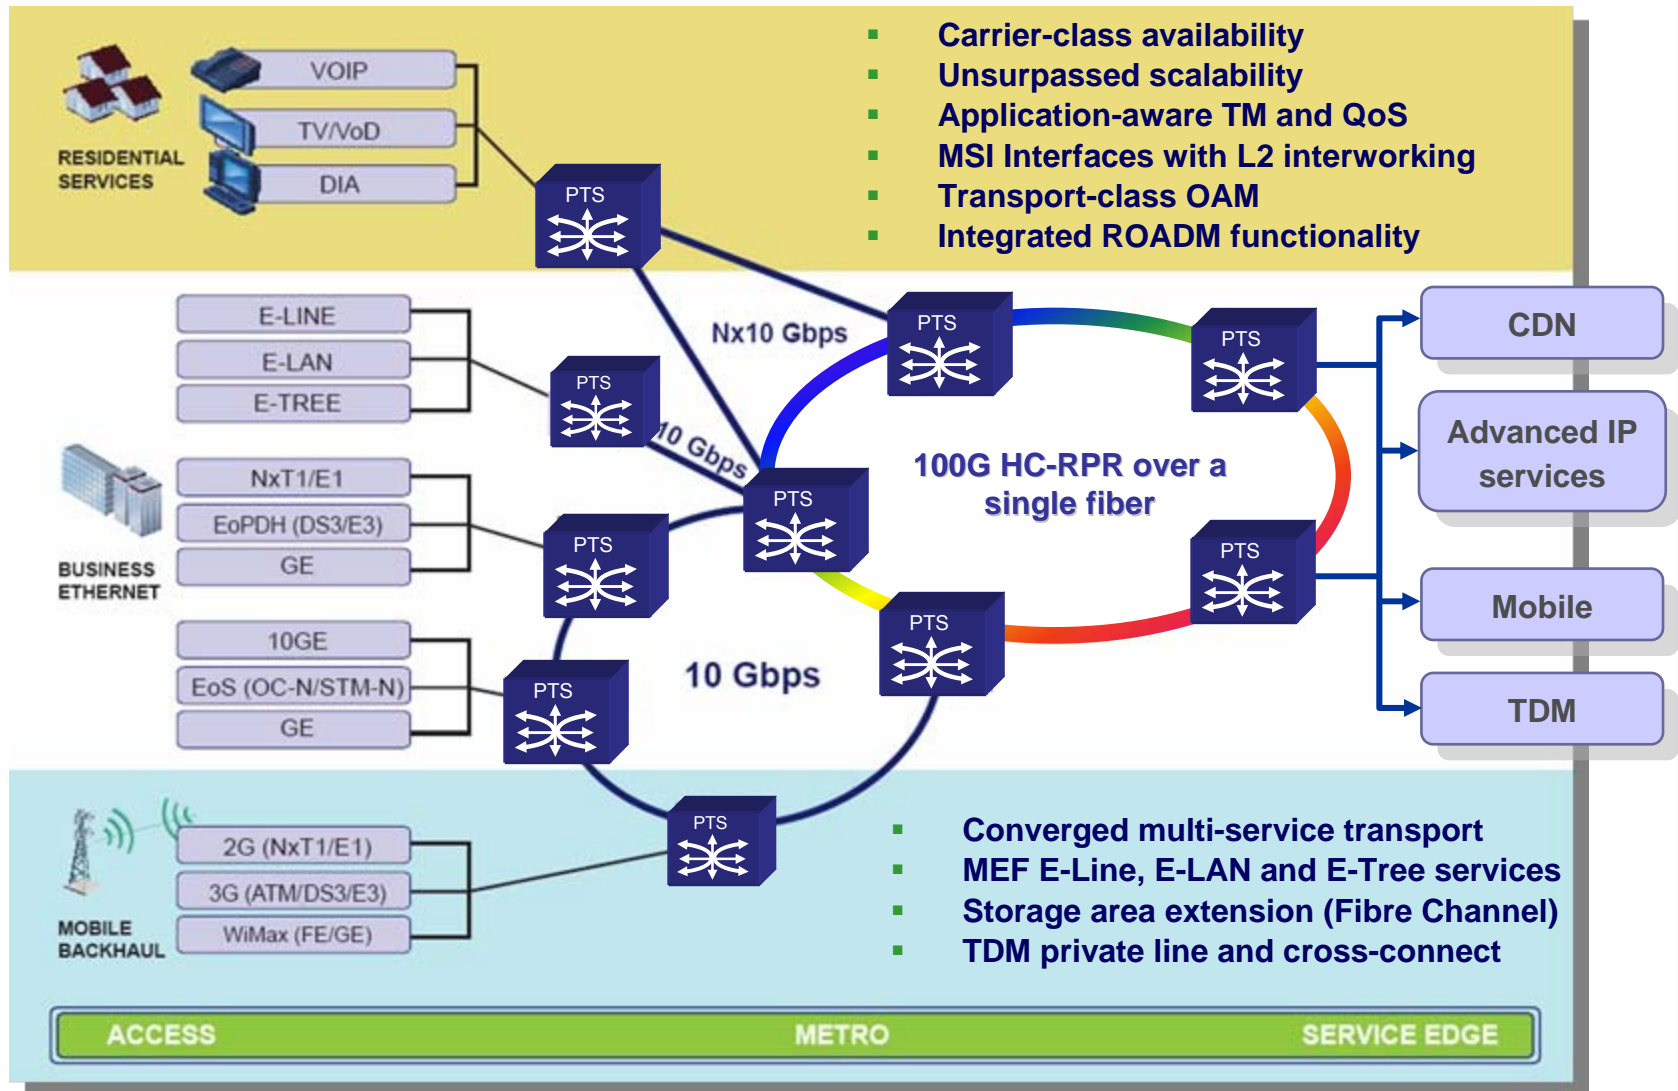 Carrier-class availability
Unsurpassed scalability
Application-aware TM and QoS
MSI Interfaces with L2 interworking
Transport-class OAM
Integrated ROADM functionality
VOIP
TV/VoD
DIA
RESIDENTIAL
SERVICES
PTS
E-LINE
E-LAN
E-TREE
PTS
Nx10 Gbps
10 Gbps
PTS
PTS
CDN
Advanced IP
services
Mobile
TDM
100G HC-RPR over a
single fiber
NxT1/E1
EoPDH (DS3/E3)
GE
BUSINESS
ETHERNET
PTS
PTS
PTS
PTS
10GE
EoS (OC-N/STM-N)
GE
PTS
10 Gbps
2G (NxT1/E1)
3G (ATM/DS3/E3)
WiMax (FE/GE)
MOBILE
BACKHAUL
PTS
Converged multi-service transport
MEF E-Line, E-LAN and E-Tree services
Storage area extension (Fibre Channel)
TDM private line and cross-connect
ACCESS
METRO
SERVICE EDGE